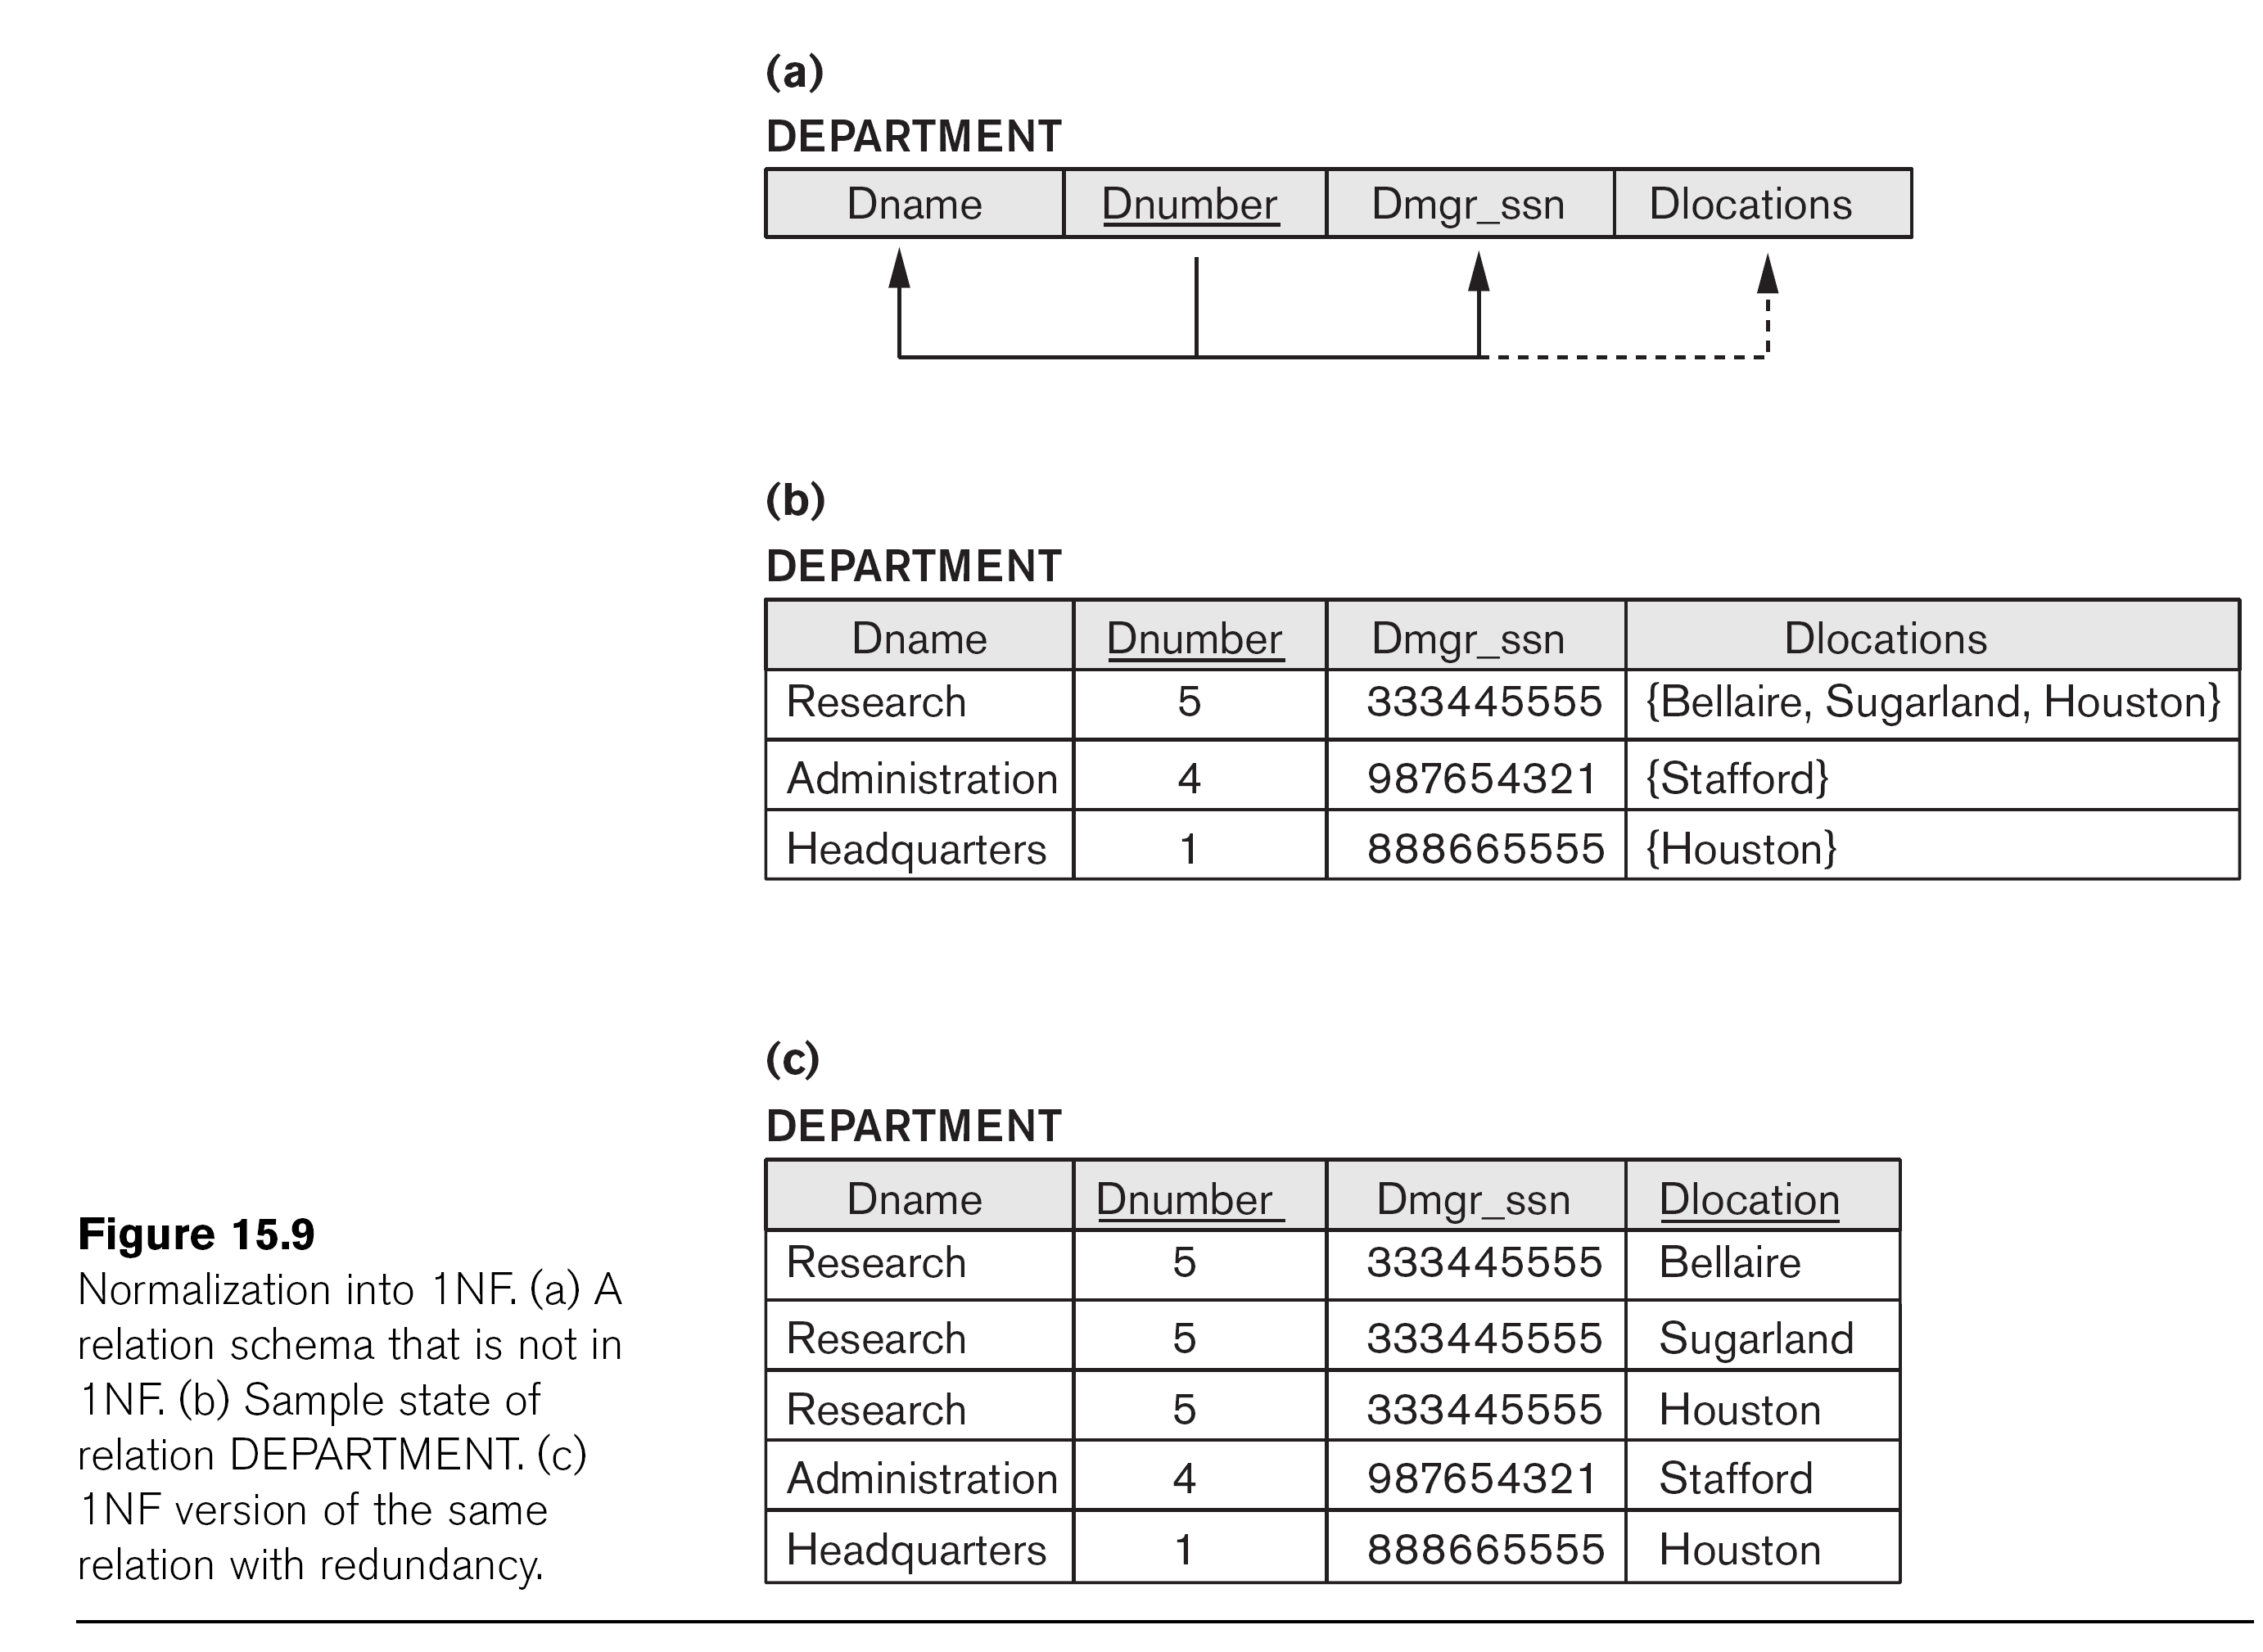 (a)
DEPARTMENT
Dname Dnumber Dmgr_ssn Dlocations
(b)
DEPARTMENT
Dname Dnumber Dmgr_ssn Dlocations
Research 5 333445555 {Bellaire, Sugarland, Houston}
Administration 4 987654321 {Stafford}
Headquarters 1 888665555 {Houston}
(c)
DEPARTMENT
Dname Dnumber Dmgr_ssn Dlocation
Research 5 333445555 Bellaire
Research 5 333445555 Sugarland
Research 5 333445555 Houston
Administration 4 987654321 Stafford
Headquarters 1 888665555 Houston
Figure 15.9
Normalization into 1NF. (a) A
relation schema that is not in
1NF. (b) Sample state of
relation DEPARTMENT. (c)
1NF version of the same
relation with redundancy.